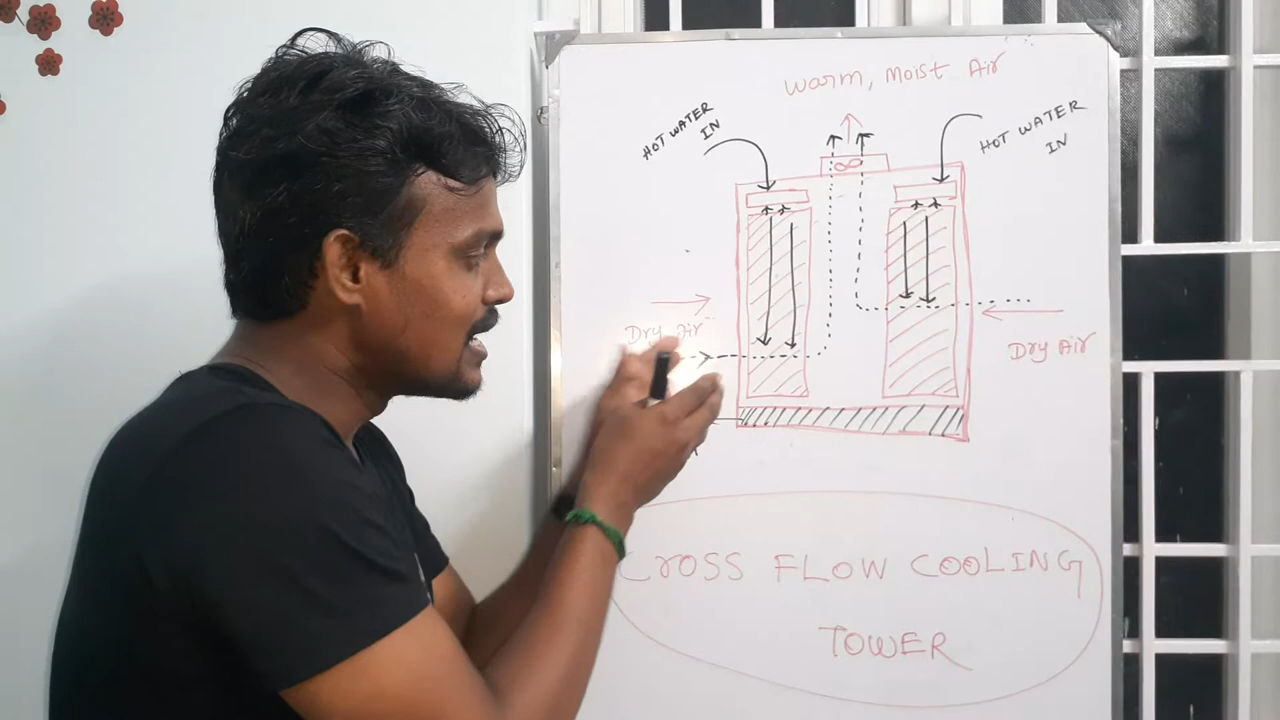 Warm, Moist Air
HOT WATER
IN
HOT WATER
IN
Dry Air
Dry Air
CROSS FLOW COOLING
TOWER